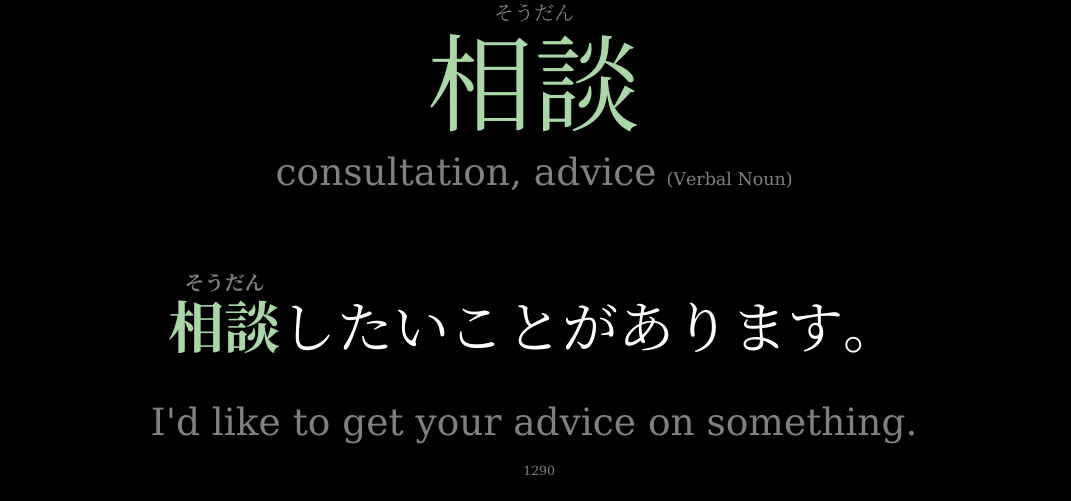 そうだん
相談
consultation, advice (Verbal Noun)
そうだん
相談したいことがあります。
I'd like to get your advice on something.
1290